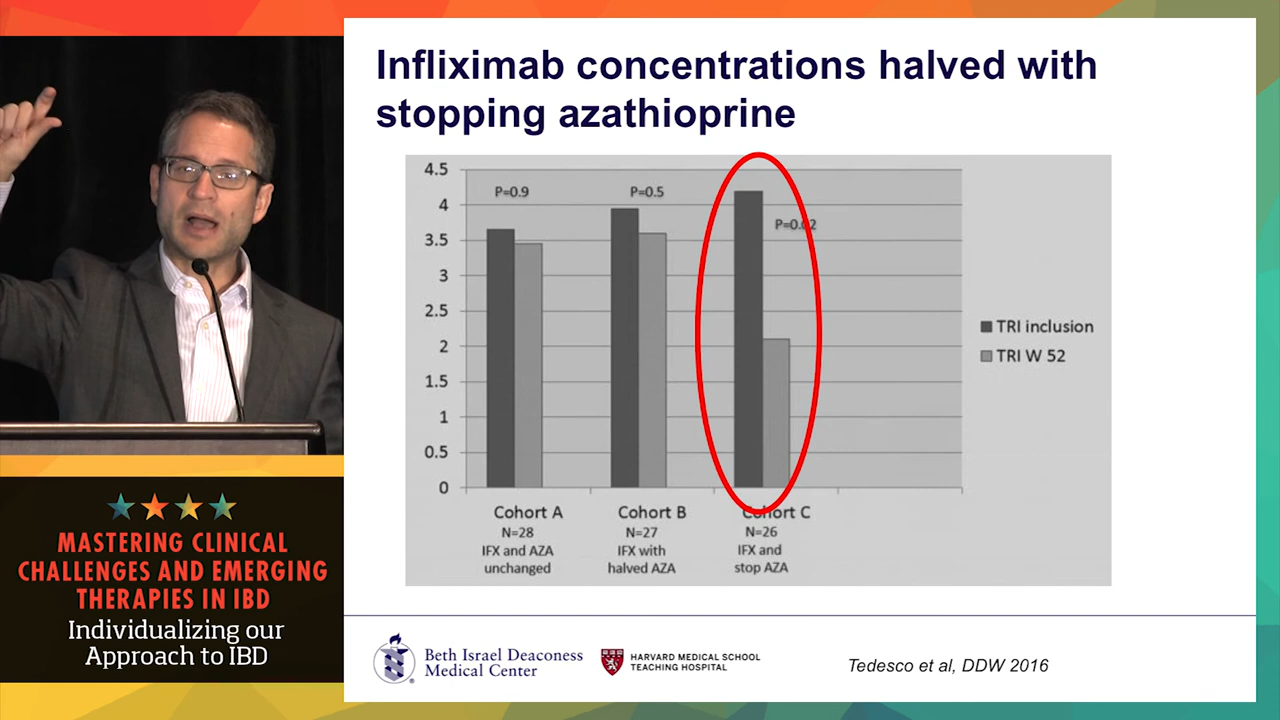 Infliximab concentrations halved with
stopping azathioprine
4.5
4
3.5
3
2.5
2
1.5
1
0.5
0
P=0.9
P=0.5
P=0.02
TRI inclusion
TRI W 52
Cohort A
N=28
IFX and AZA
unchanged
Cohort B
N=27
IFX with
halved AZA
Cohort C
N=26
IFX and
stop AZA
MASTERING CLINICAL
CHALLENGES AND EMERGING
THERAPIES IN IBD
Individualizing our
Approach to IBD
Beth Israel Deaconess
Medical Center
HARVARD MEDICAL SCHOOL
TEACHING HOSPITAL
Tedesco et al, DDW 2016